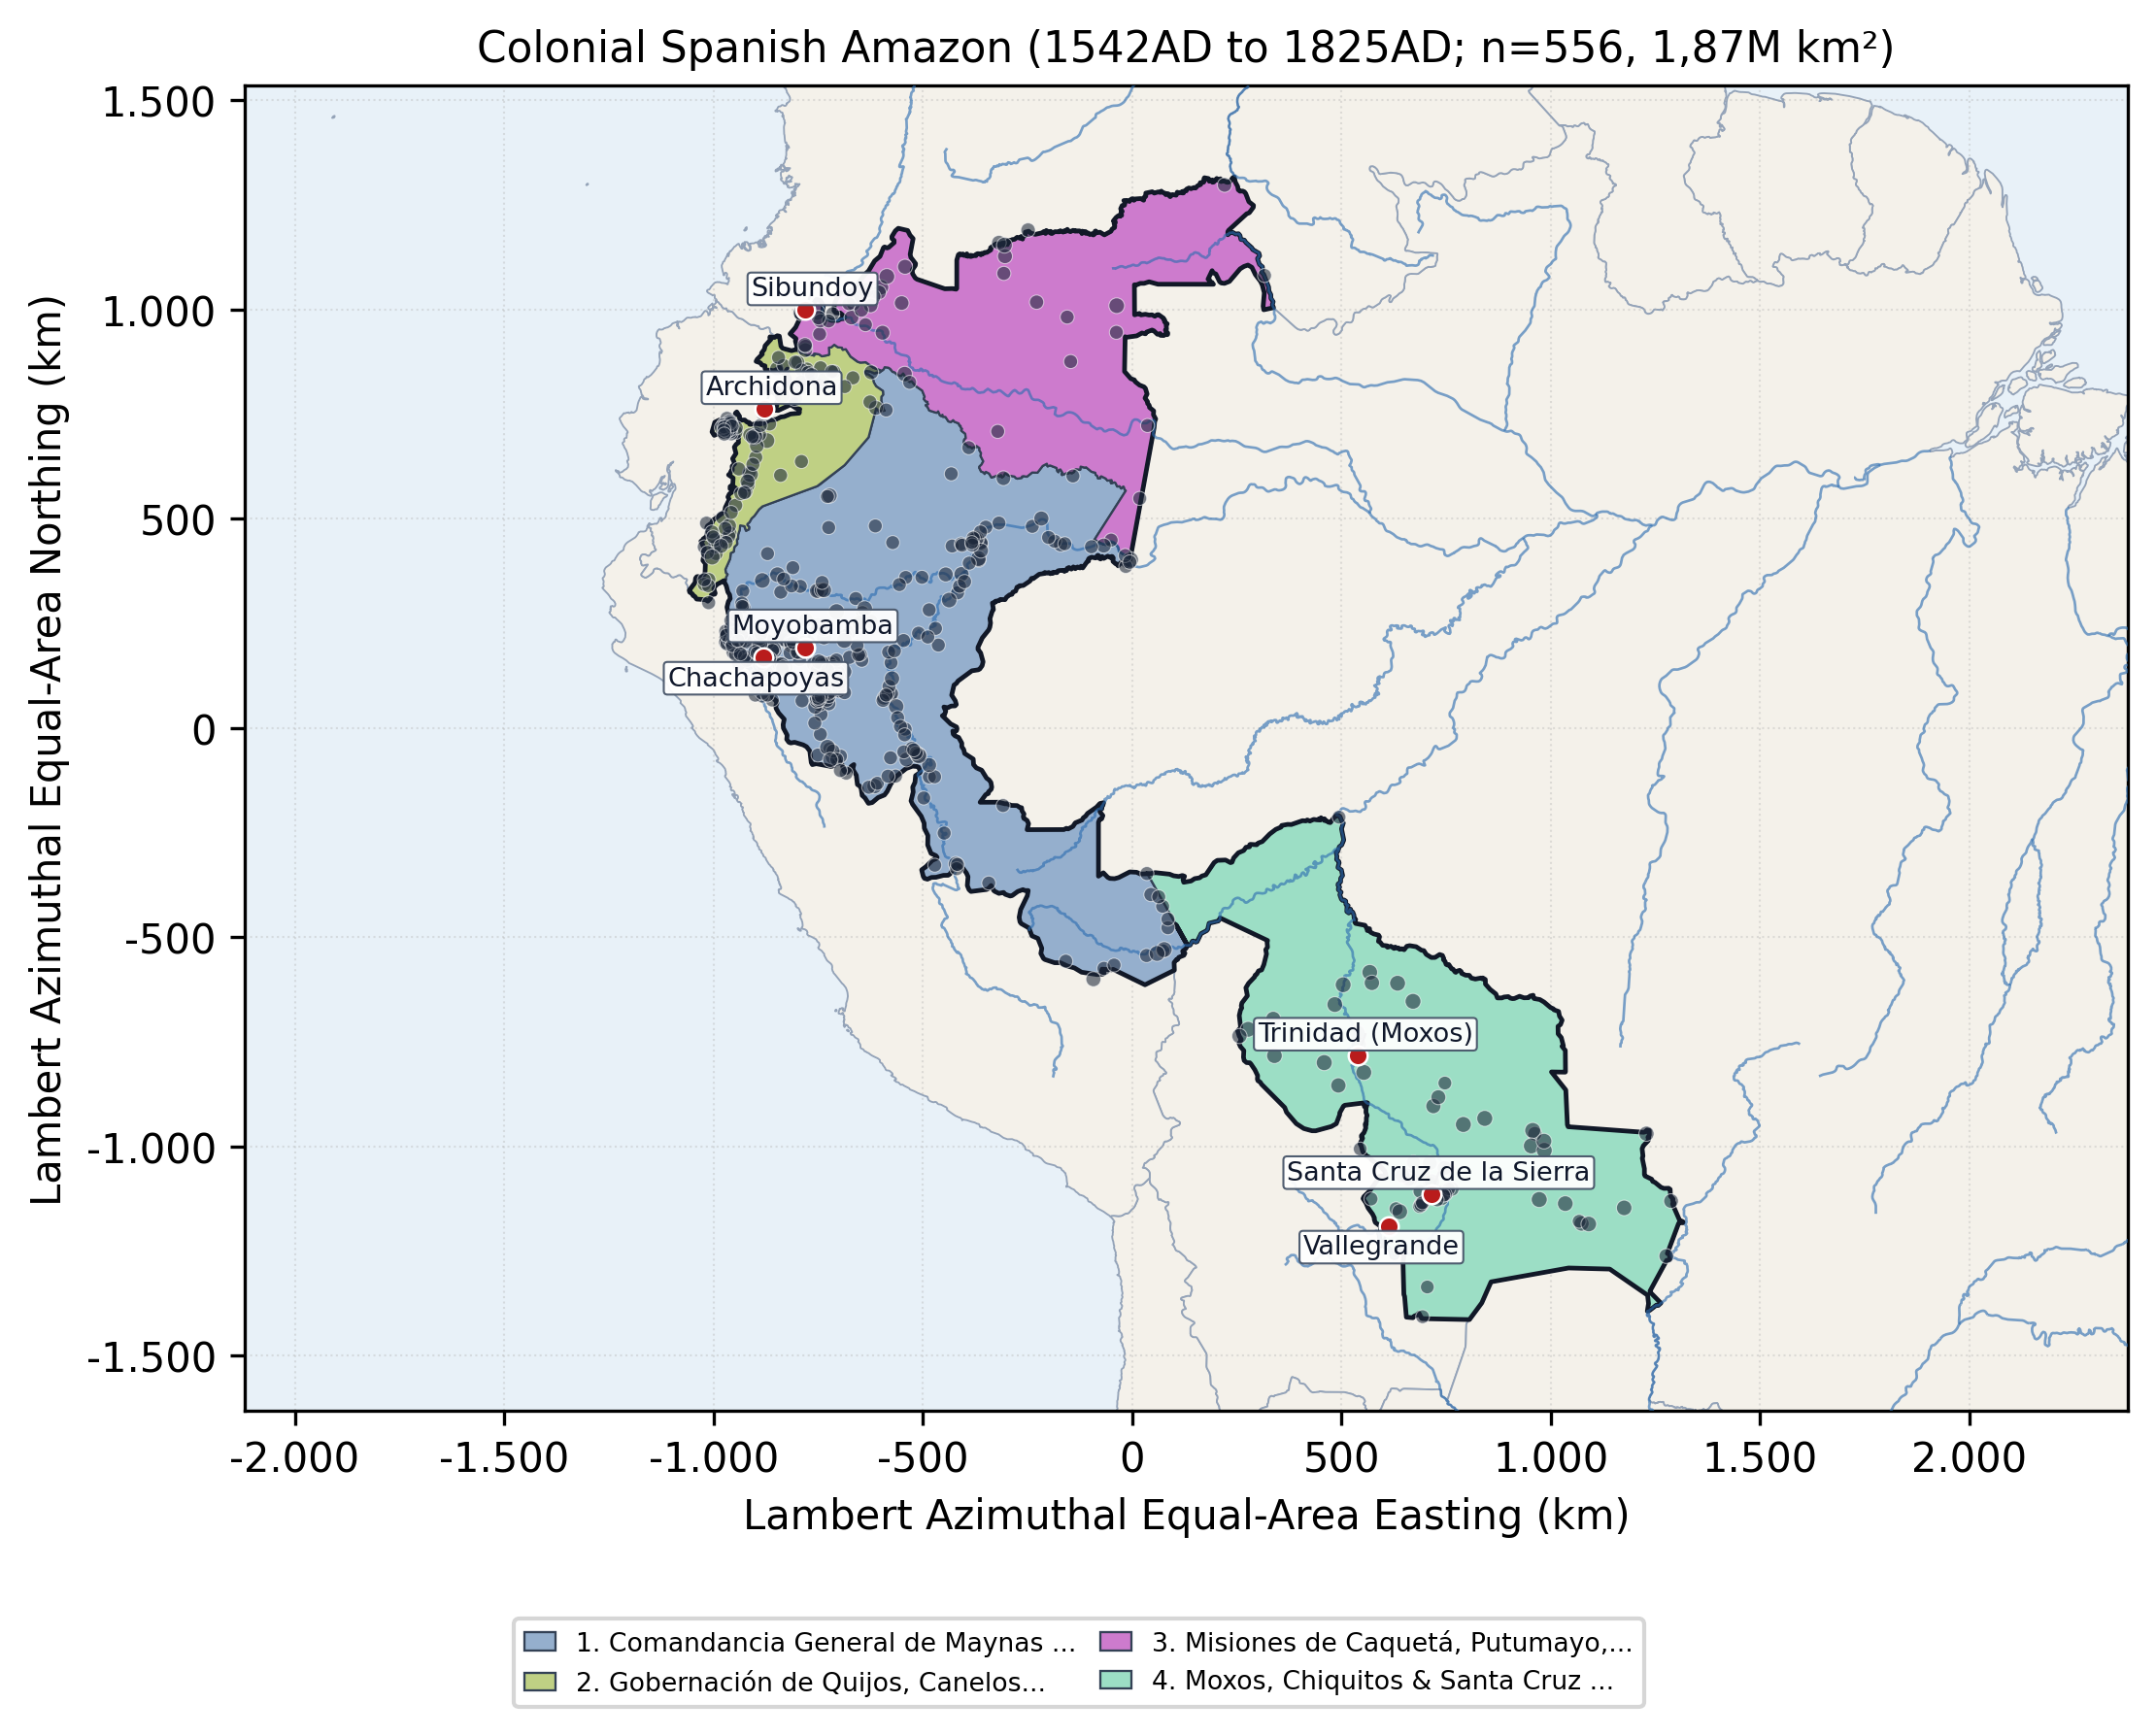 Colonial Spanish Amazon (1542AD to 1825AD; n=556, 1,87M km²)
Lambert Azimuthal Equal-Area Northing (km)
1.500
1.000
500
0
-500
-1.000
-1.500
Sibundoy
Archidona
Moyobamba
Chachapoyas
Trinidad (Moxos)
Santa Cruz de la Sierra
Vallegrande
-2.000
-1.500
-1.000
-500
0
500
1.000
1.500
2.000
Lambert Azimuthal Equal-Area Easting (km)
1. Comandancia General de Maynas ...
2. Gobernación de Quijos, Canelos...
3. Misiones de Caquetá, Putumayo,...
4. Moxos, Chiquitos & Santa Cruz ...